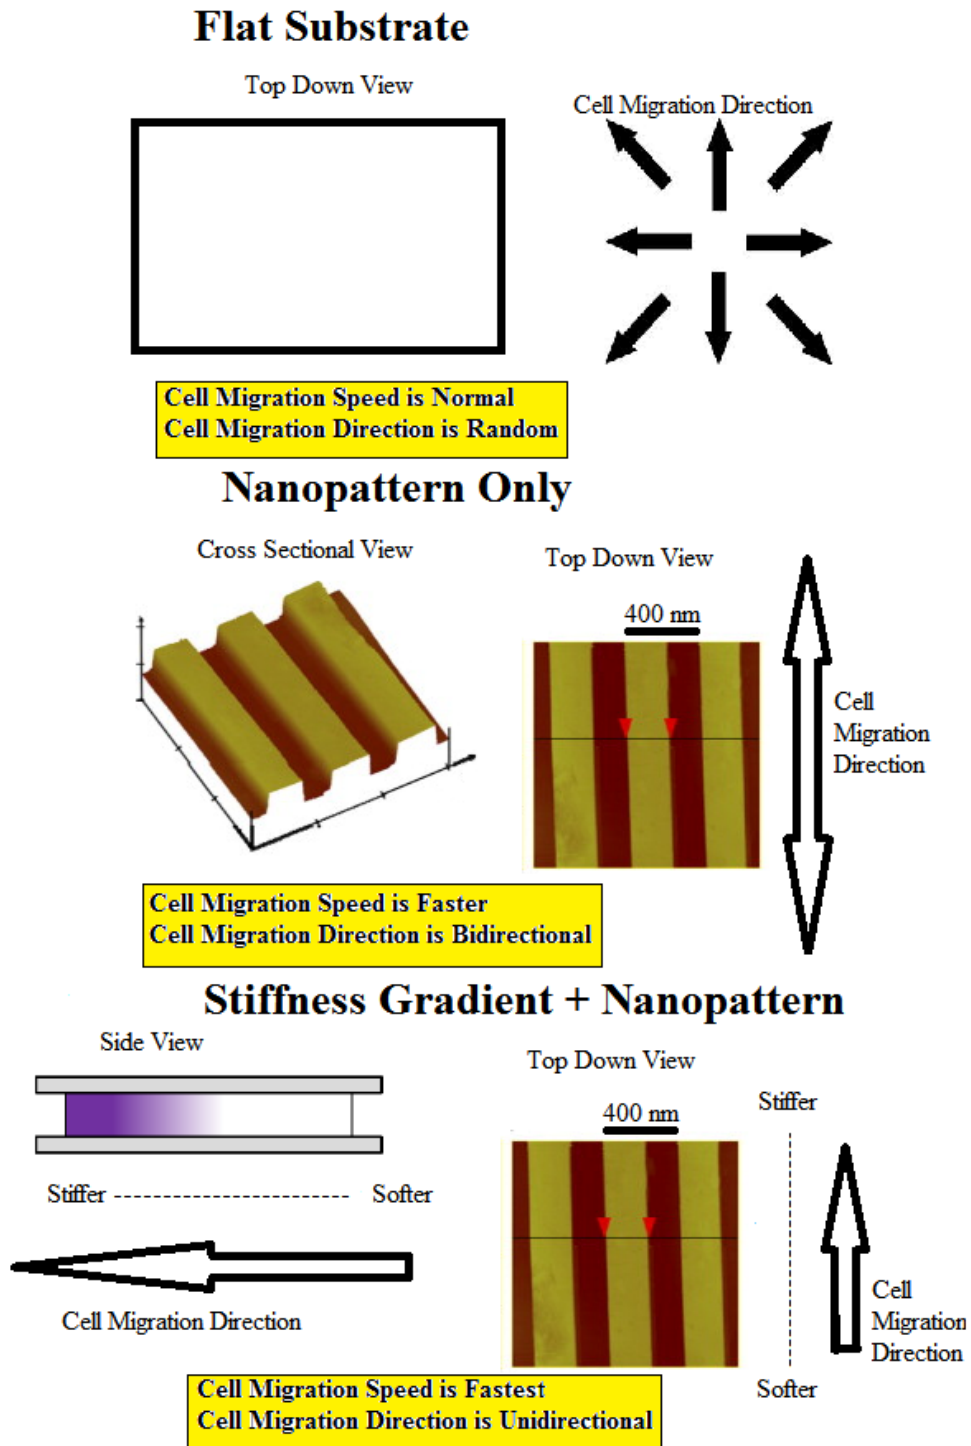 Flat Substrate
Top Down View
Cell Migration Direction
Cell Migration Speed is Normal
Cell Migration Direction is Random
Nanopattern Only
Cross Sectional View
Top Down View
400 nm
Cell
Migration
Direction
Cell Migration Speed is Faster
Cell Migration Direction is Bidirectional
Stiffness Gradient + Nanopattern
Side View
Stiffer
Softer
Cell Migration Direction
Top Down View
400 nm
Stiffer
Softer
Cell
Migration
Direction
Cell Migration Speed is Fastest
Cell Migration Direction is Unidirectional